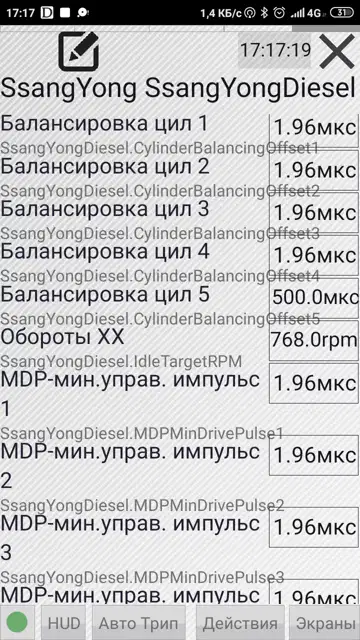 17:17
1,4 КБ/с
4G
31
17:17:19
SsangYong SsangYongDiesel
Балансировка цил 1
1.96мкс
SsangYongDiesel.CylinderBalancingOffset1
Балансировка цил 2
1.96мкс
SsangYongDiesel.CylinderBalancingOffset2
Балансировка цил 3
1.96мкс
SsangYongDiesel.CylinderBalancingOffset3
Балансировка цил 4
1.96мкс
SsangYongDiesel.CylinderBalancingOffset4
Балансировка цил 5
500.0мкс
SsangYongDiesel.CylinderBalancingOffset5
Обороты ХХ
768.0rpm
SsangYongDiesel.IdleTargetRPM
MDP-мин.управ. импульс
1
1.96мкс
SsangYongDiesel.MDPMinDrivePulse1
MDP-мин.управ. импульс
2
1.96мкс
SsangYongDiesel.MDPMinDrivePulse2
MDP-мин.управ. импульс
3
1.96мкс
SsangYongDiesel.MDPMinDrivePulse3
MDP-мин.управ. импульс
1.96мкс
HUD
Авто Трип
Действия
Экраны